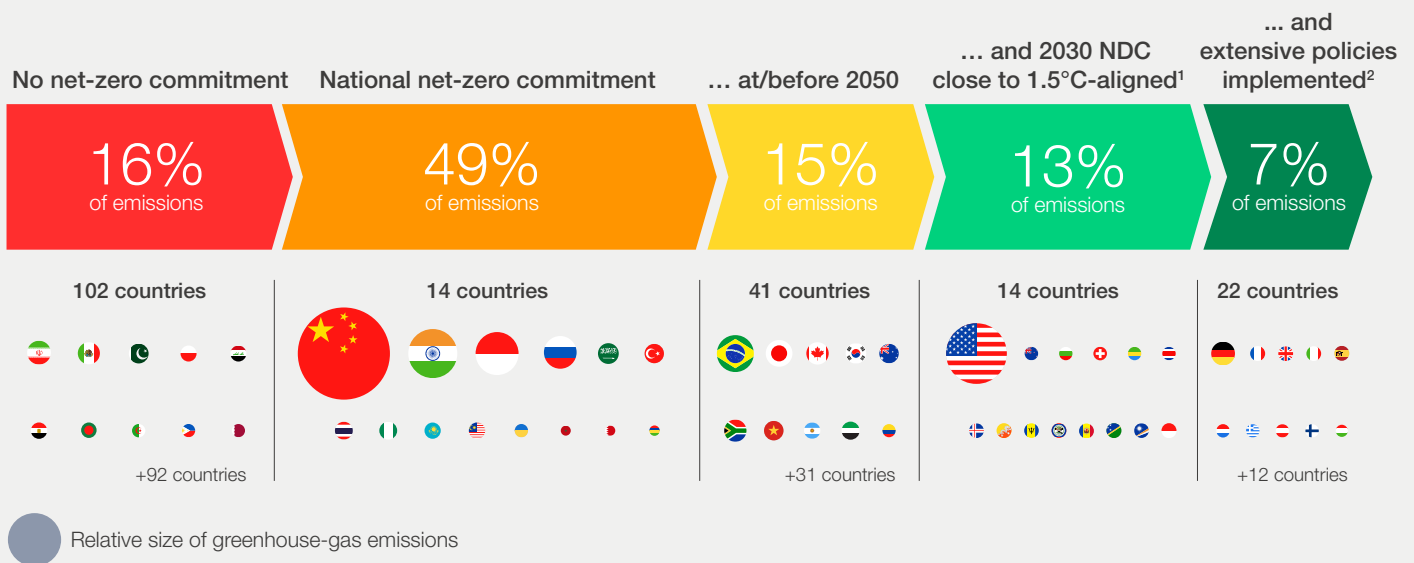 No net-zero commitment
16%
of emissions
102 countries
+92 countries
National net-zero commitment
49%
of emissions
14 countries
… at/before 2050
15%
of emissions
41 countries
+31 countries
… and 2030 NDC
close to 1.5°C-aligned¹
13%
of emissions
14 countries
... and
extensive policies
implemented²
7%
of emissions
22 countries
+12 countries
Relative size of greenhouse-gas emissions